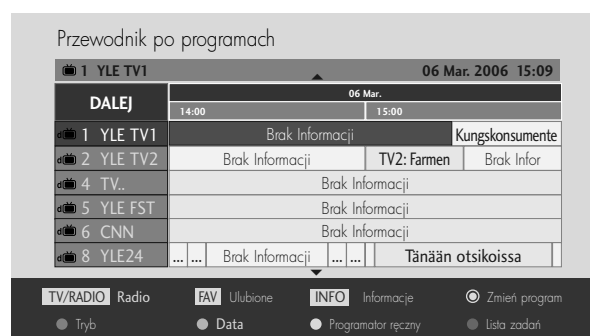 Przewodnik po programach
1 YLE TV1 06 Mar. 2006 15:09
DALEJ 06 Mar.
14:00 15:00
1 YLE TV1 Brak Informacji Kungskonsumente
2 YLE TV2 Brak Informacji TV2: Farmen Brak Infor
4 TV.. Brak Informacji
5 YLE FST Brak Informacji
6 CNN Brak Informacji
8 YLE24 ... ... Brak Informacji ... ... Tänään otsikoissa
TV/RADIO Radio FAV Ulubione INFO Informacje Zmień program
Tryb Data Programator ręczny Lista zadań